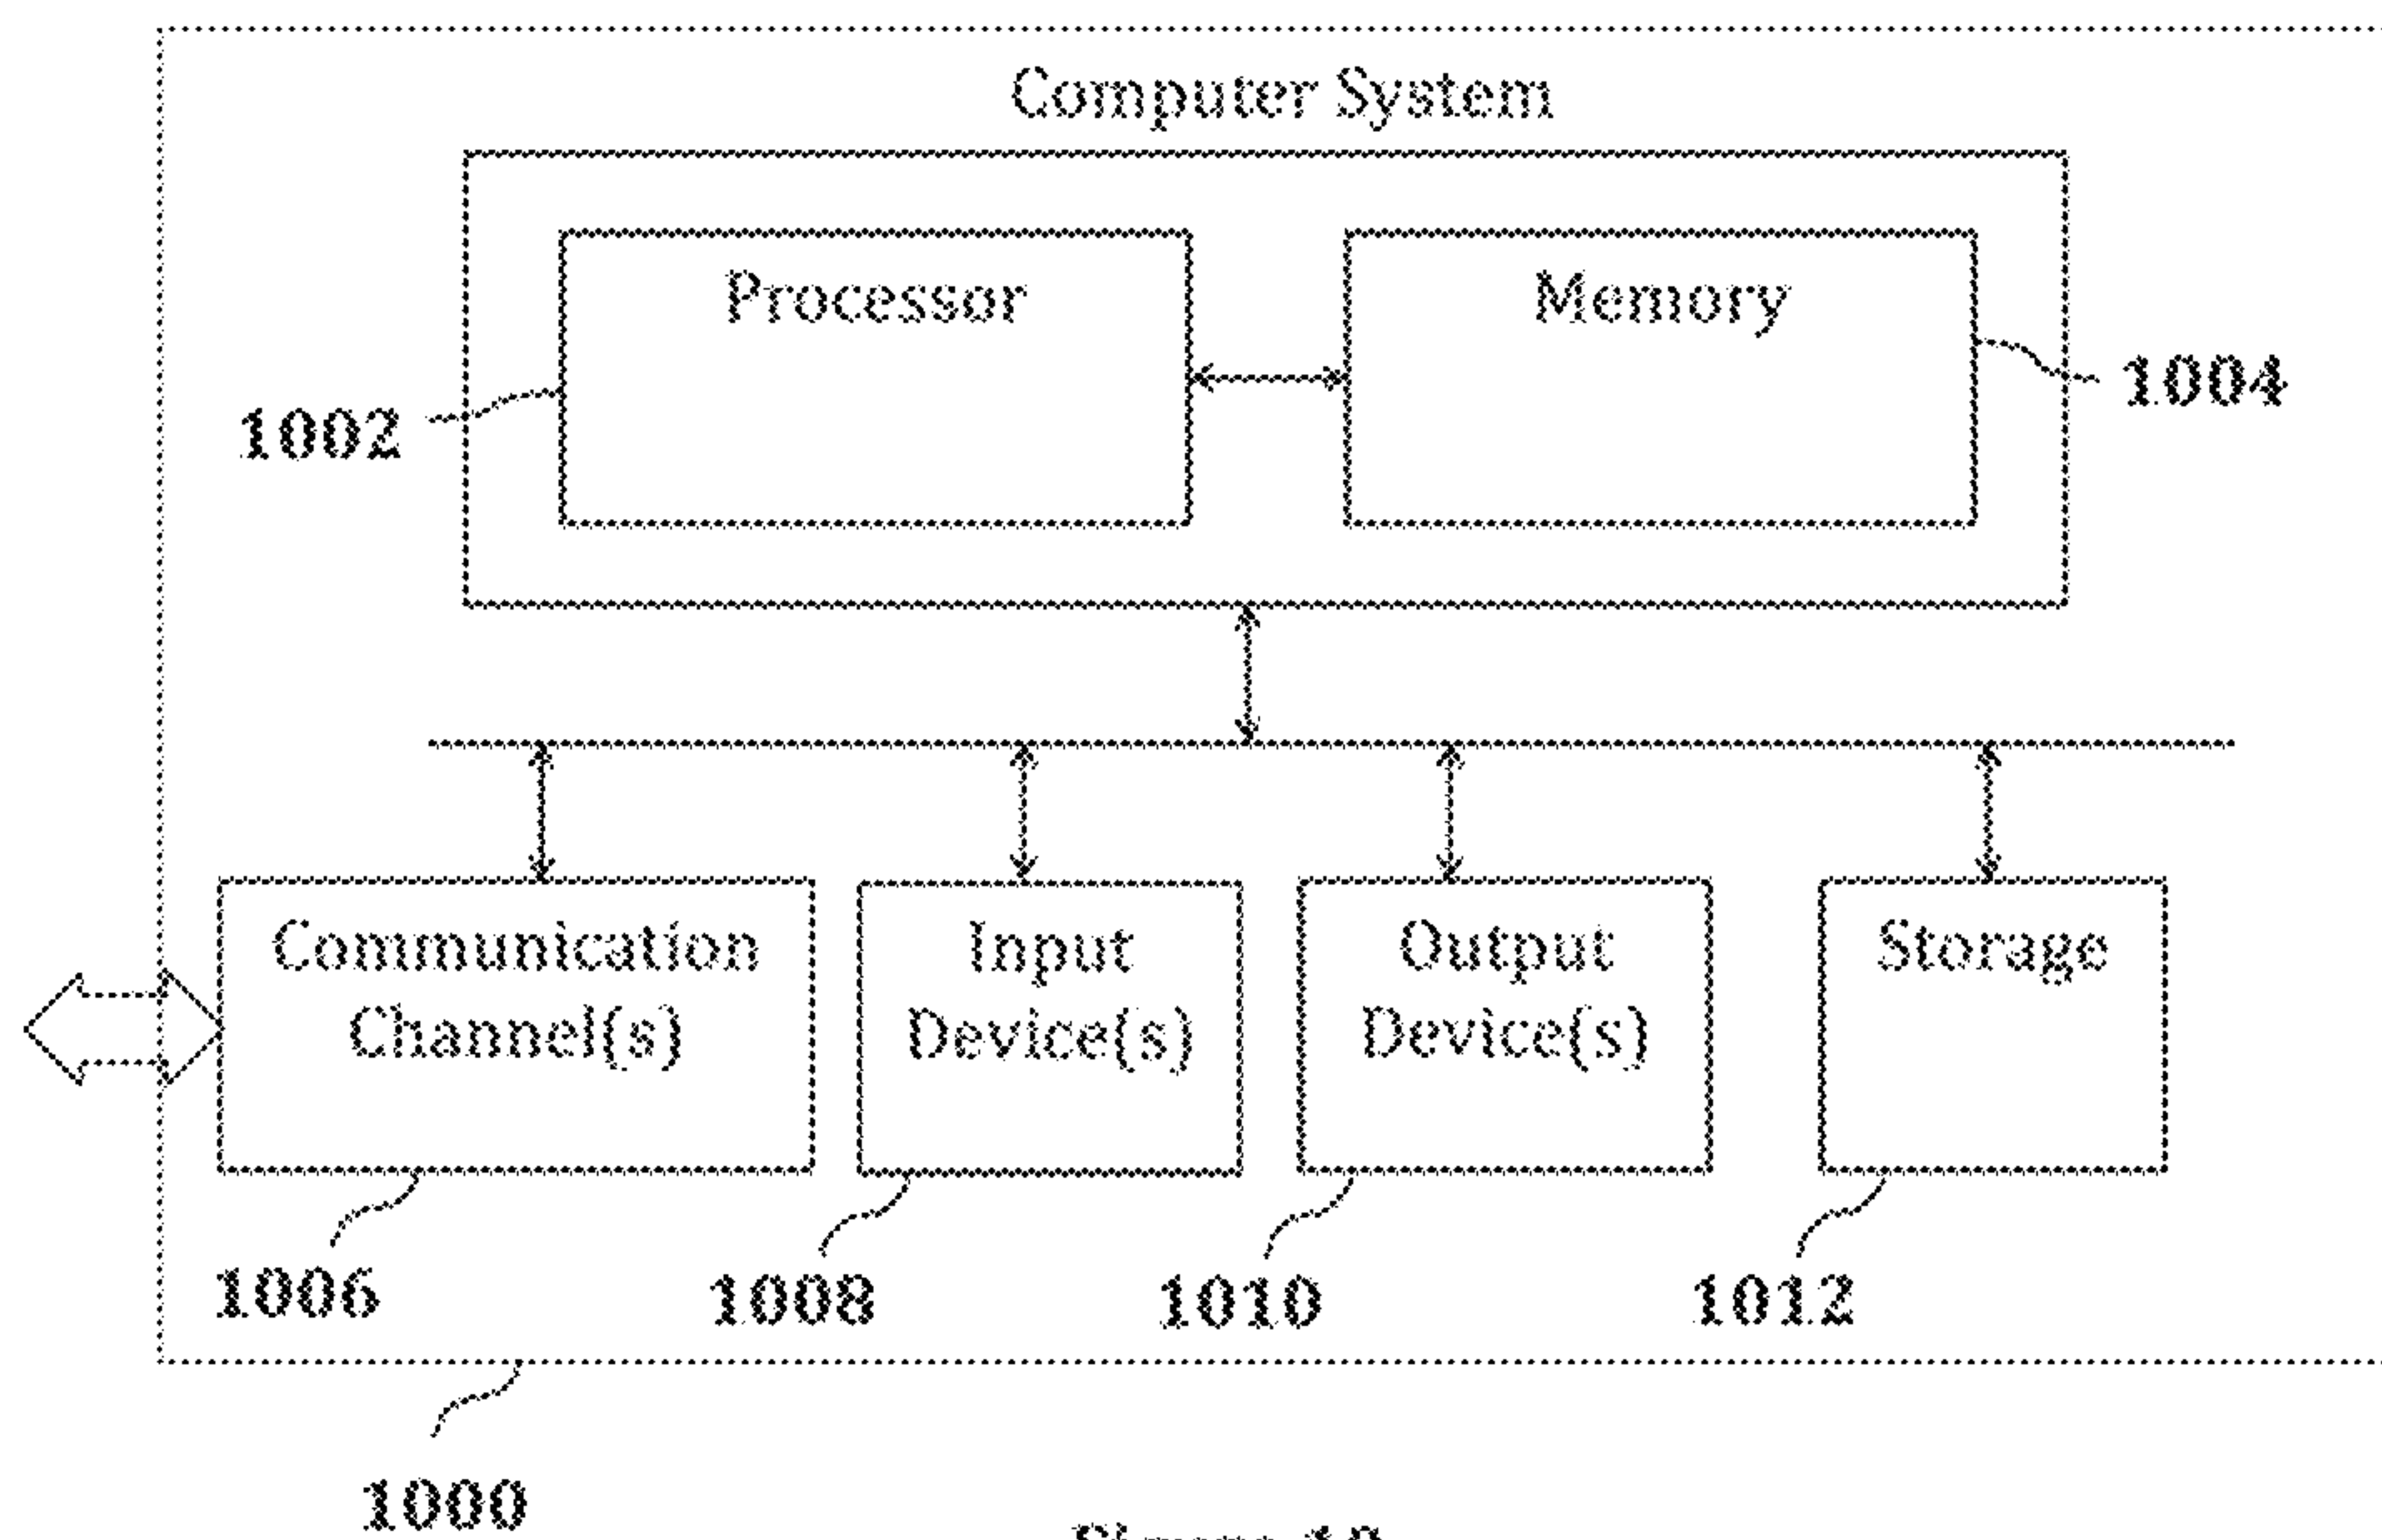 Computer System
Processor
Memory
1002
1004
Communication
Channel(s)
Input
Device(s)
Output
Device(s)
Storage
1006
1008
1010
1012
1000